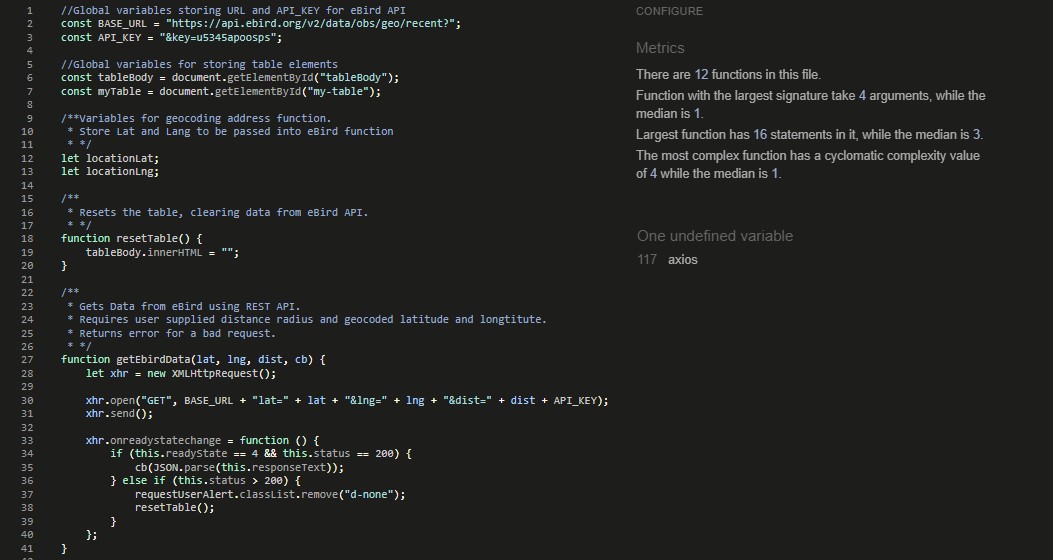 1 //Global variables storing URL and API_KEY for eBird API
2 const BASE_URL = "https://api.ebird.org/v2/data/obs/geo/recent?";
3 const API_KEY = "&key=u5345apoosps";
4
5 //Global variables for storing table elements
6 const tableBody = document.getElementById("tableBody");
7 const myTable = document.getElementById("my-table");
8
9 /**Variables for geocoding address function.
10 * Store Lat and Lang to be passed into eBird function
11 * */
12 let locationLat;
13 let locationLng;
14
15 /**
16 * Resets the table, clearing data from eBird API.
17 * */
18 function resetTable() {
19 tableBody.innerHTML = "";
20 }
21
22 /**
23 * Gets Data from eBird using REST API.
24 * Requires user supplied distance radius and geocoded latitude and longtitute.
25 * Returns error for a bad request.
26 * */
27 function getEbirdData(lat, lng, dist, cb) {
28 let xhr = new XMLHttpRequest();
29
30 xhr.open("GET", BASE_URL + "lat=" + lat + "&lng=" + lng + "&dist=" + dist + API_KEY);
31 xhr.send();
32
33 xhr.onreadystatechange = function () {
34 if (this.readyState == 4 && this.status == 200) {
35 cb(JSON.parse(this.responseText));
36 } else if (this.status > 200) {
37 requestUserAlert.classList.remove("d-none");
38 resetTable();
39 }
40 };
41 }
CONFIGURE
Metrics
There are 12 functions in this file.
Function with the largest signature take 4 arguments, while the
median is 1.
Largest function has 16 statements in it, while the median is 3.
The most complex function has a cyclomatic complexity value
of 4 while the median is 1.
One undefined variable
117 axios